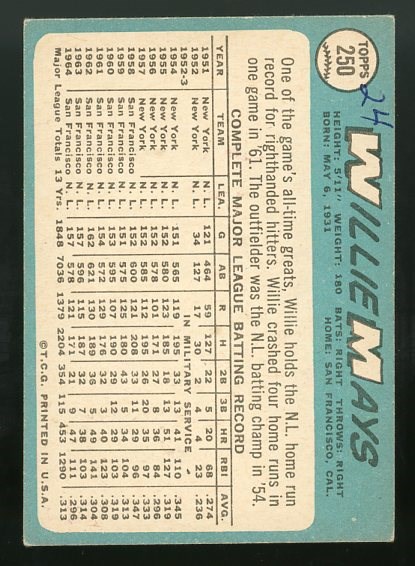 TOPPS
250
24
WILLIE MAYS
HEIGHT: 5'11" WEIGHT: 180 BATS: RIGHT THROWS: RIGHT
BORN: MAY 6, 1931 HOME: SAN FRANCISCO, CAL.
One of the game's all-time greats, Willie holds the N.L. home run
record for righthanded hitters. Willie crashed four home runs in
one game in '61. The outfielder was the N.L. batting champ in '54.
COMPLETE MAJOR LEAGUE BATTING RECORD
YEAR TEAM LEA. G AB R H 2B 3B HR RBI AVG.
1951 New York N. L. 121 464 59 127 22 5 20 68 .274
1952 New York N. L. 34 127 17 30 2 4 4 23 .236
1952-3 IN MILITARY SERVICE
1954 New York N. L. 151 565 119 195 33 13 41 110 .345
1955 New York N. L. 152 580 123 185 18 13 51 127 .319
1956 New York N. L. 152 578 101 171 27 8 36 84 .296
1957 New York N. L. 152 585 112 195 26 20 35 97 .333
1958 San Francisco N. L. 152 600 121 208 33 11 29 96 .347
1959 San Francisco N. L. 151 575 125 180 43 5 34 104 .313
1960 San Francisco N. L. 153 595 107 190 29 12 29 103 .319
1961 San Francisco N. L. 154 572 129 176 32 3 40 123 .308
1962 San Francisco N. L. 162 621 130 189 36 5 49 141 .304
1963 San Francisco N. L. 157 596 115 187 32 7 38 103 .314
1964 San Francisco N. L. 157 578 121 171 21 9 47 111 .296
Major League Totals 13 Yrs. 1848 7036 1379 2204 354 115 453 1290 .313
© T.C.G. PRINTED IN U.S.A.